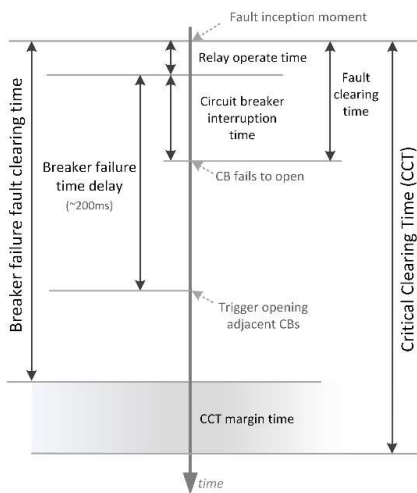 Fault inception moment
Relay operate time
Fault
clearing
time
Circuit breaker
interruption
time
Breaker failure fault clearing time
Breaker failure
time delay
(~200ms)
CB fails to open
Critical Clearing Time (CCT)
Trigger opening
adjacent CBs
CCT margin time
time